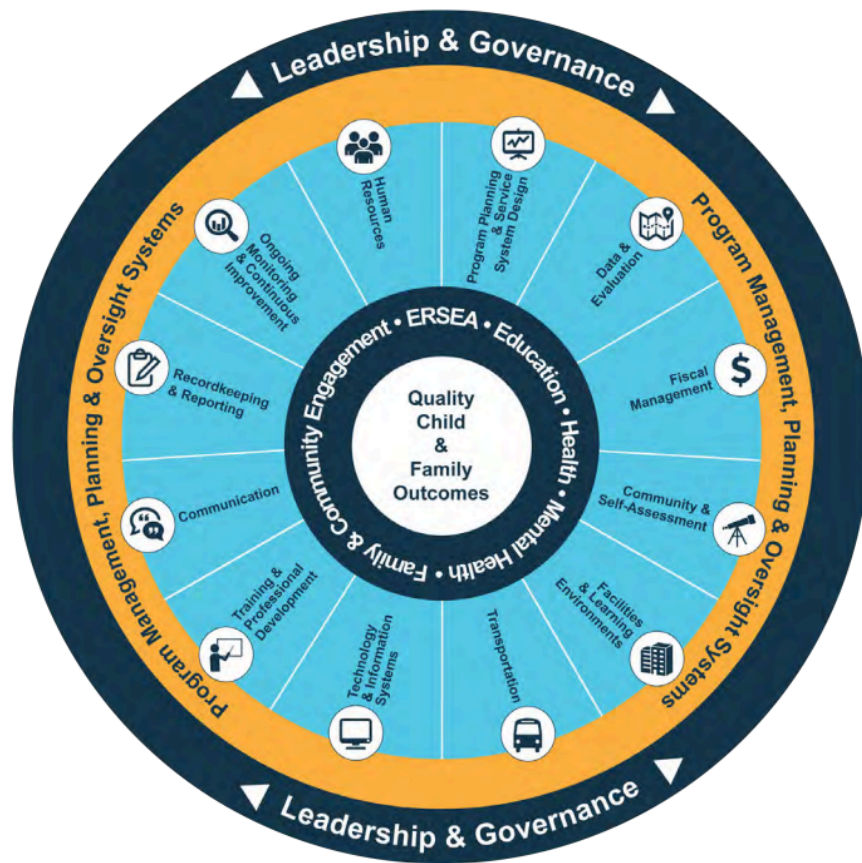 Leadership & Governance
Program Management, Planning & Oversight Systems
Program Management, Planning & Oversight Systems
Program Planning
& Service
System Design
Data &
Evaluation
$
Fiscal
Management
Community &
Self-Assessment
Facilities
& Learning
Environments
Transportation
Technology
& Information
Systems
Training &
Professional
Development
Communication
Recordkeeping
& Reporting
Ongoing
Monitoring
& Continuous
Improvement
Human
Resources
ERSEA • Education • Health • Mental Health • Family & Community Engagement •
Quality
Child
&
Family
Outcomes
Leadership & Governance